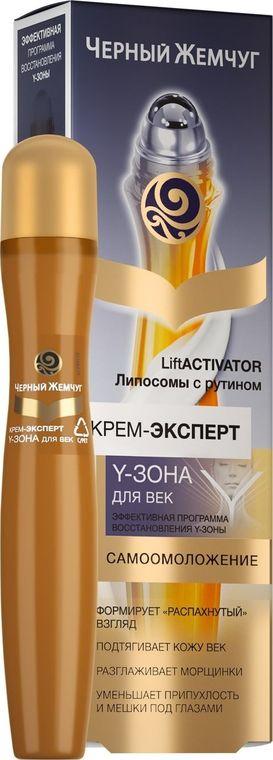 ЭФФЕКТИВНАЯ
ПРОГРАММА
ВОССТАНОВЛЕНИЯ
Y-ЗОНЫ
ЧЕРНЫЙ ЖЕМЧУГ
LiftACTIVATOR
Липосомы с рутином
КРЕМ-ЭКСПЕРТ
Y-ЗОНА
ДЛЯ ВЕК
ЭФФЕКТИВНАЯ ПРОГРАММА
ВОССТАНОВЛЕНИЯ Y-ЗОНЫ
САМООМОЛОЖЕНИЕ
ФОРМИРУЕТ «РАСПАХНУТЫЙ»
ВЗГЛЯД
ПОДТЯГИВАЕТ КОЖУ ВЕК
РАЗГЛАЖИВАЕТ МОРЩИНКИ
УМЕНЬШАЕТ ПРИПУХЛОСТЬ
И МЕШКИ ПОД ГЛАЗАМИ
ЧЕРНЫЙ ЖЕМЧУГ
КРЕМ-ЭКСПЕРТ
Y-ЗОНА ДЛЯ ВЕК